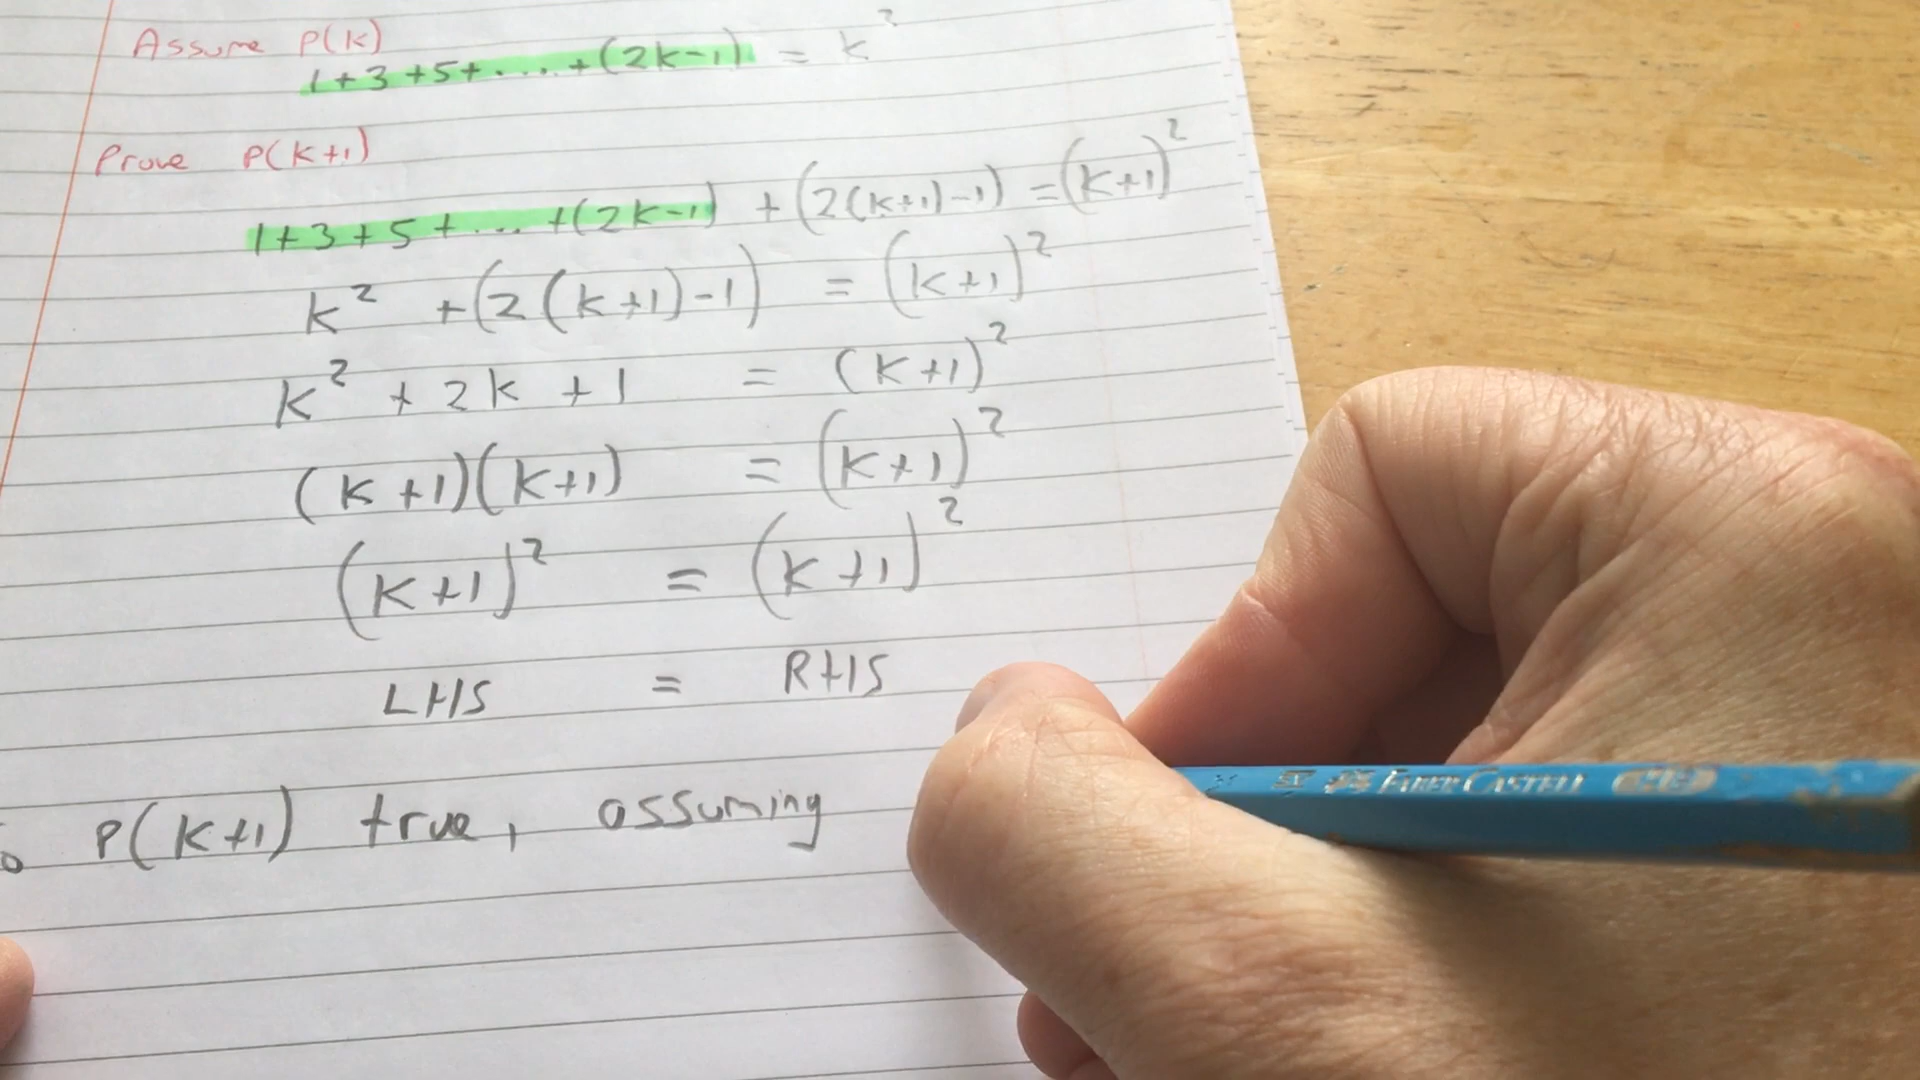 Assume P(k)
1+3+5+....+(2k-1) = k²
Prove P(k+1)
1+3+5+....+(2k-1) + (2(k+1)-1) = (k+1)²
k² + (2(k+1)-1) = (k+1)²
k² + 2k + 1 = (k+1)²
(k+1)(k+1) = (k+1)²
(k+1)² = (k+1)²
LHS = RHS
P(k+1) true, assuming
FABER-CASTELL